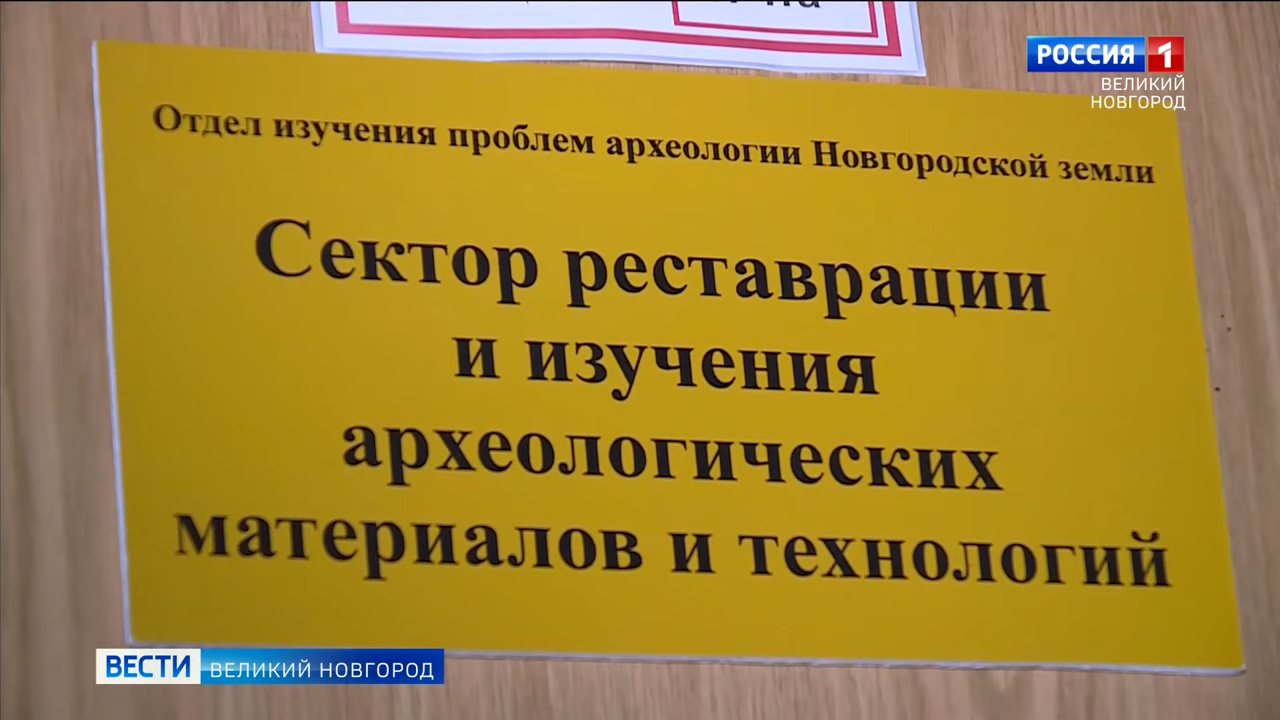 РОССИЯ 1
ВЕЛИКИЙ
НОВГОРОД
Отдел изучения проблем археологии Новгородской земли
Сектор реставрации
и изучения
археологических
материалов и технологий
ВЕСТИ ВЕЛИКИЙ НОВГОРОД